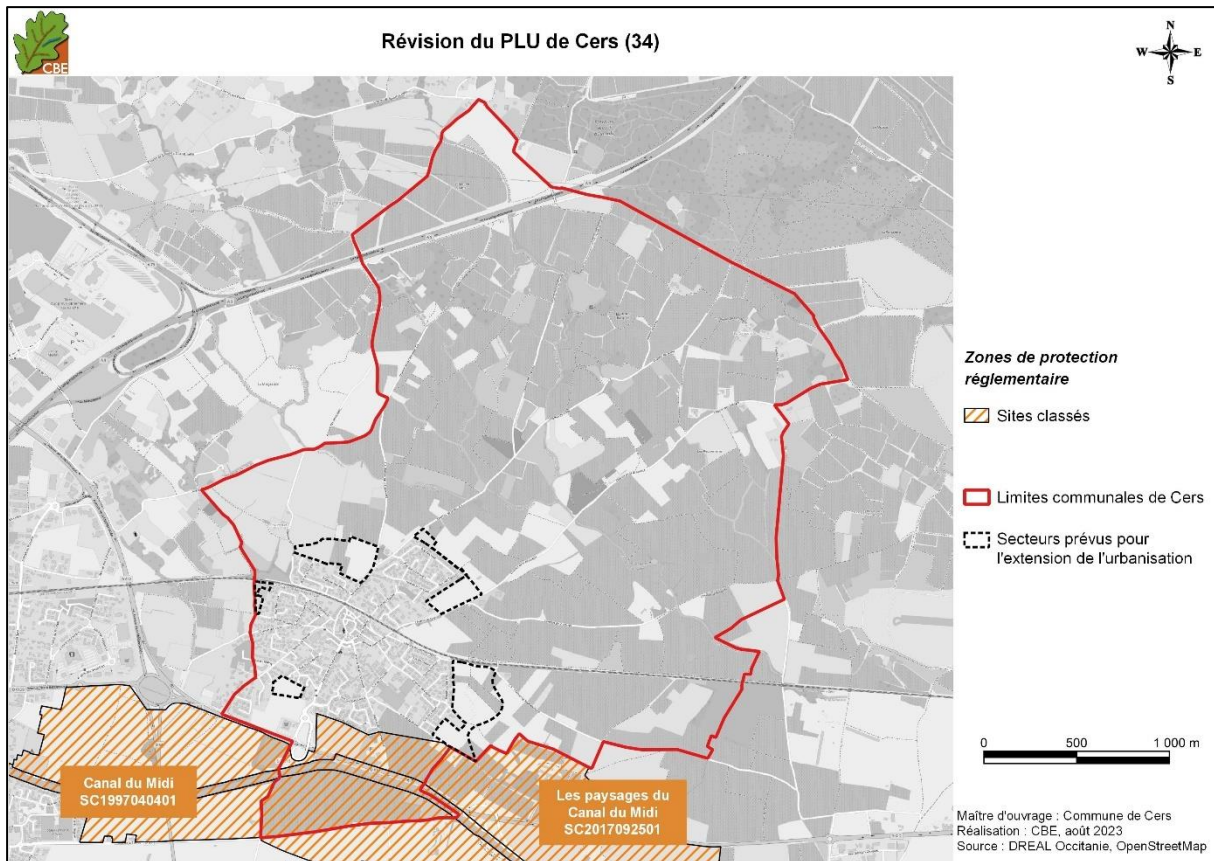 CBE
Révision du PLU de Cers (34)
N
W E
S
Zones de protection
réglementaire
Sites classés
Limites communales de Cers
Secteurs prévus pour
l'extension de l'urbanisation
Canal du Midi
SC1997040401
Les paysages du
Canal du Midi
SC2017092501
0 500 1 000 m
Maître d'ouvrage : Commune de Cers
Réalisation : CBE, août 2023
Source : DREAL Occitanie, OpenStreetMap